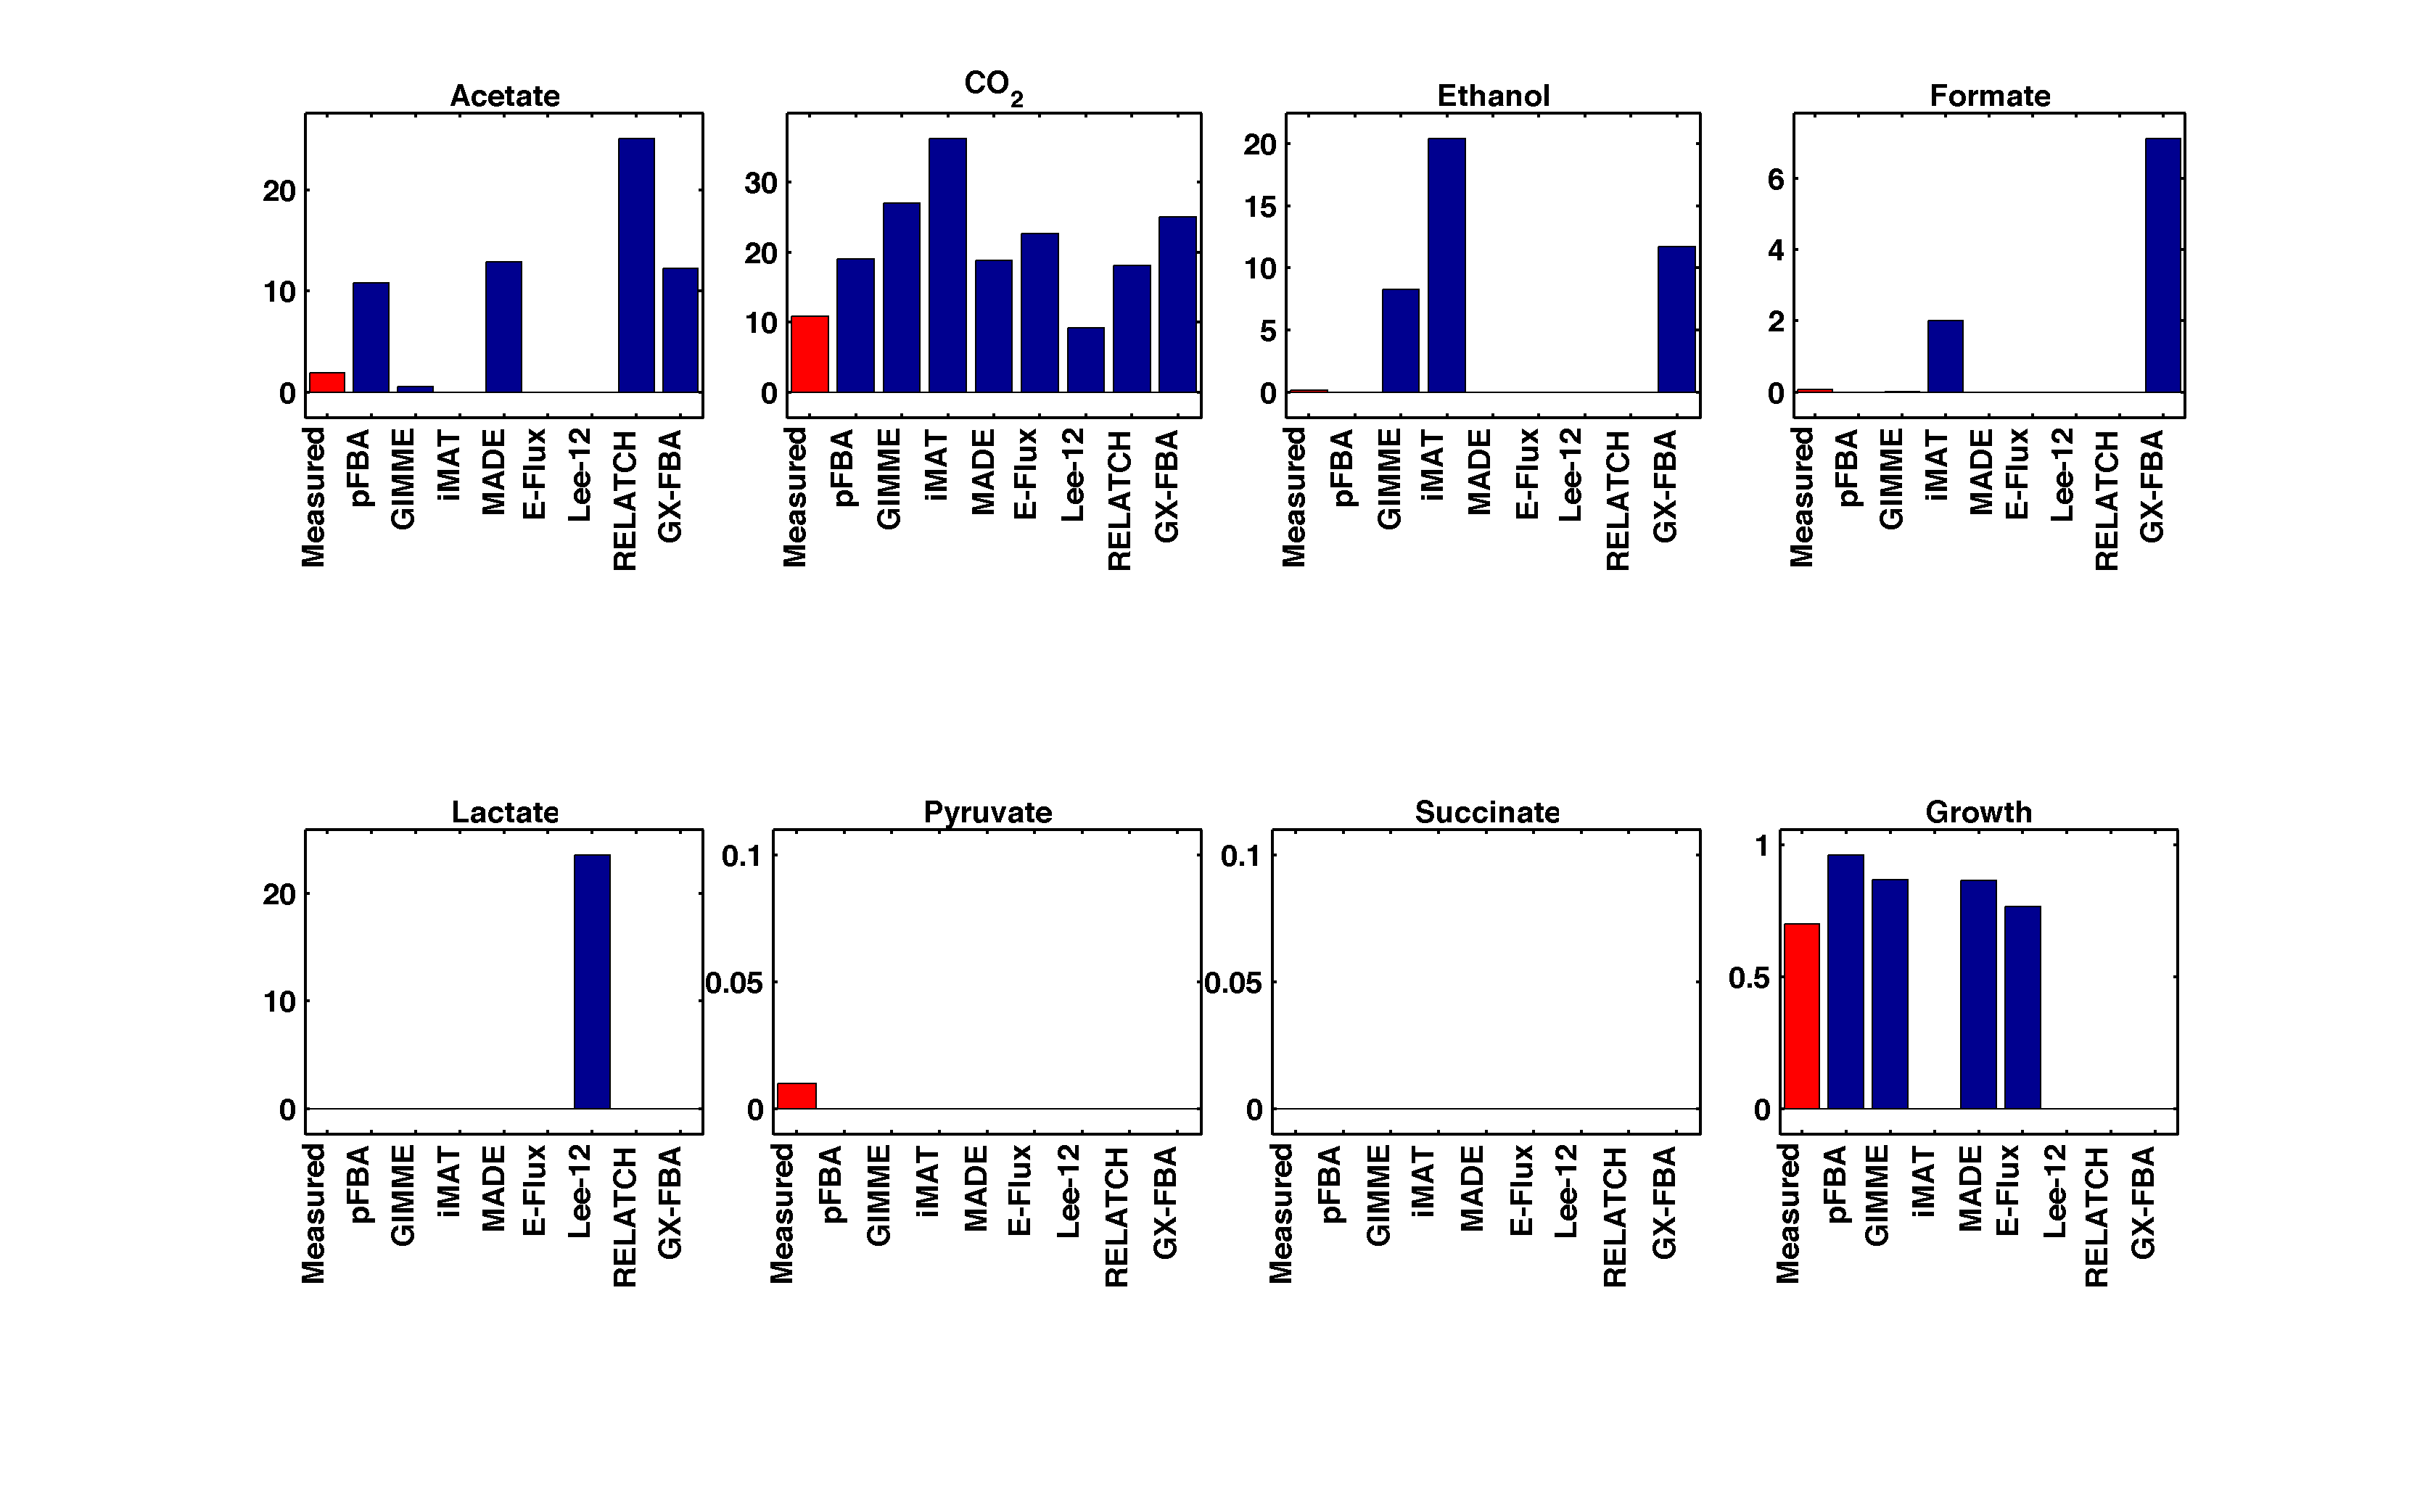 Acetate
20
10
0
Measured
pFBA
GIMME
iMAT
MADE
E-Flux
Lee-12
RELATCH
GX-FBA
CO2
30
20
10
0
Measured
pFBA
GIMME
iMAT
MADE
E-Flux
Lee-12
RELATCH
GX-FBA
Ethanol
20
15
10
5
0
Measured
pFBA
GIMME
iMAT
MADE
E-Flux
Lee-12
RELATCH
GX-FBA
Formate
6
4
2
0
Measured
pFBA
GIMME
iMAT
MADE
E-Flux
Lee-12
RELATCH
GX-FBA
Lactate
20
10
0
Measured
pFBA
GIMME
iMAT
MADE
E-Flux
Lee-12
RELATCH
GX-FBA
Pyruvate
0.1
0.05
0
Measured
pFBA
GIMME
iMAT
MADE
E-Flux
Lee-12
RELATCH
GX-FBA
Succinate
0.1
0.05
0
Measured
pFBA
GIMME
iMAT
MADE
E-Flux
Lee-12
RELATCH
GX-FBA
Growth
1
0.5
0
Measured
pFBA
GIMME
iMAT
MADE
E-Flux
Lee-12
RELATCH
GX-FBA